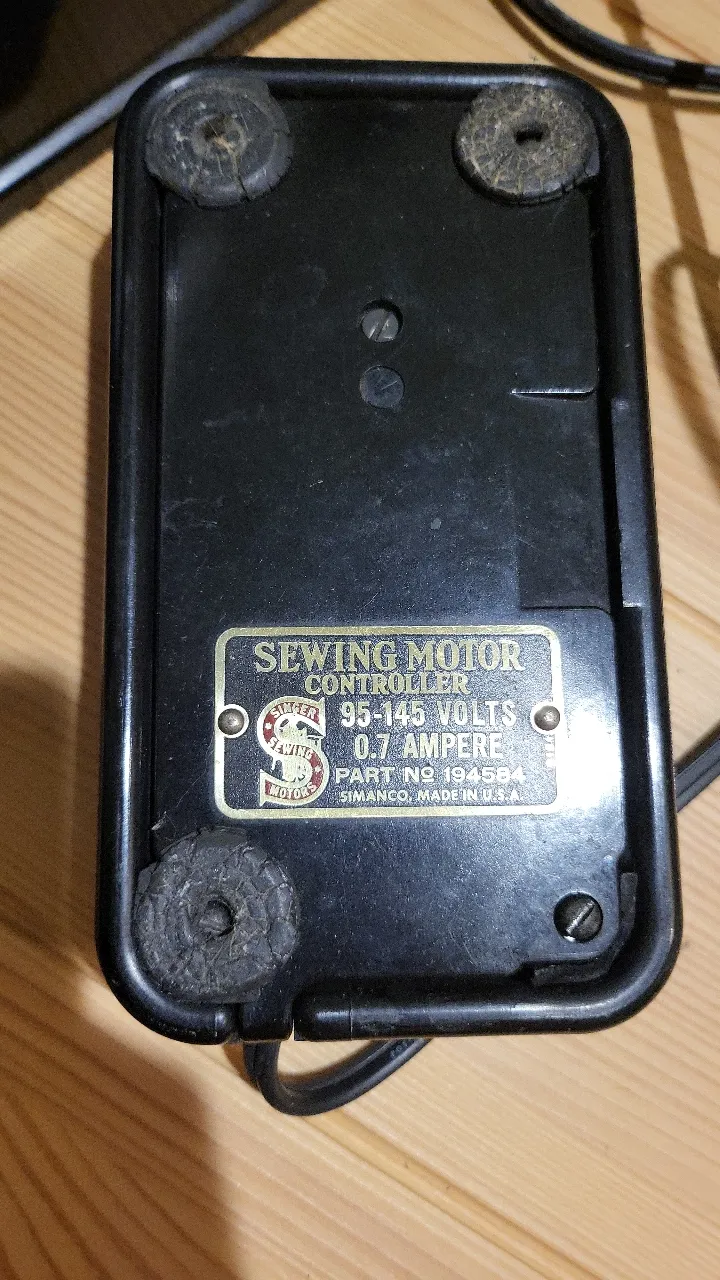 SEWING MOTOR
CONTROLLER
95-145 VOLTS
0.7 AMPERE
PART Nº 194584
SIMANCO, MADE IN U.S.A
SINGER
SEWING
MOTORS